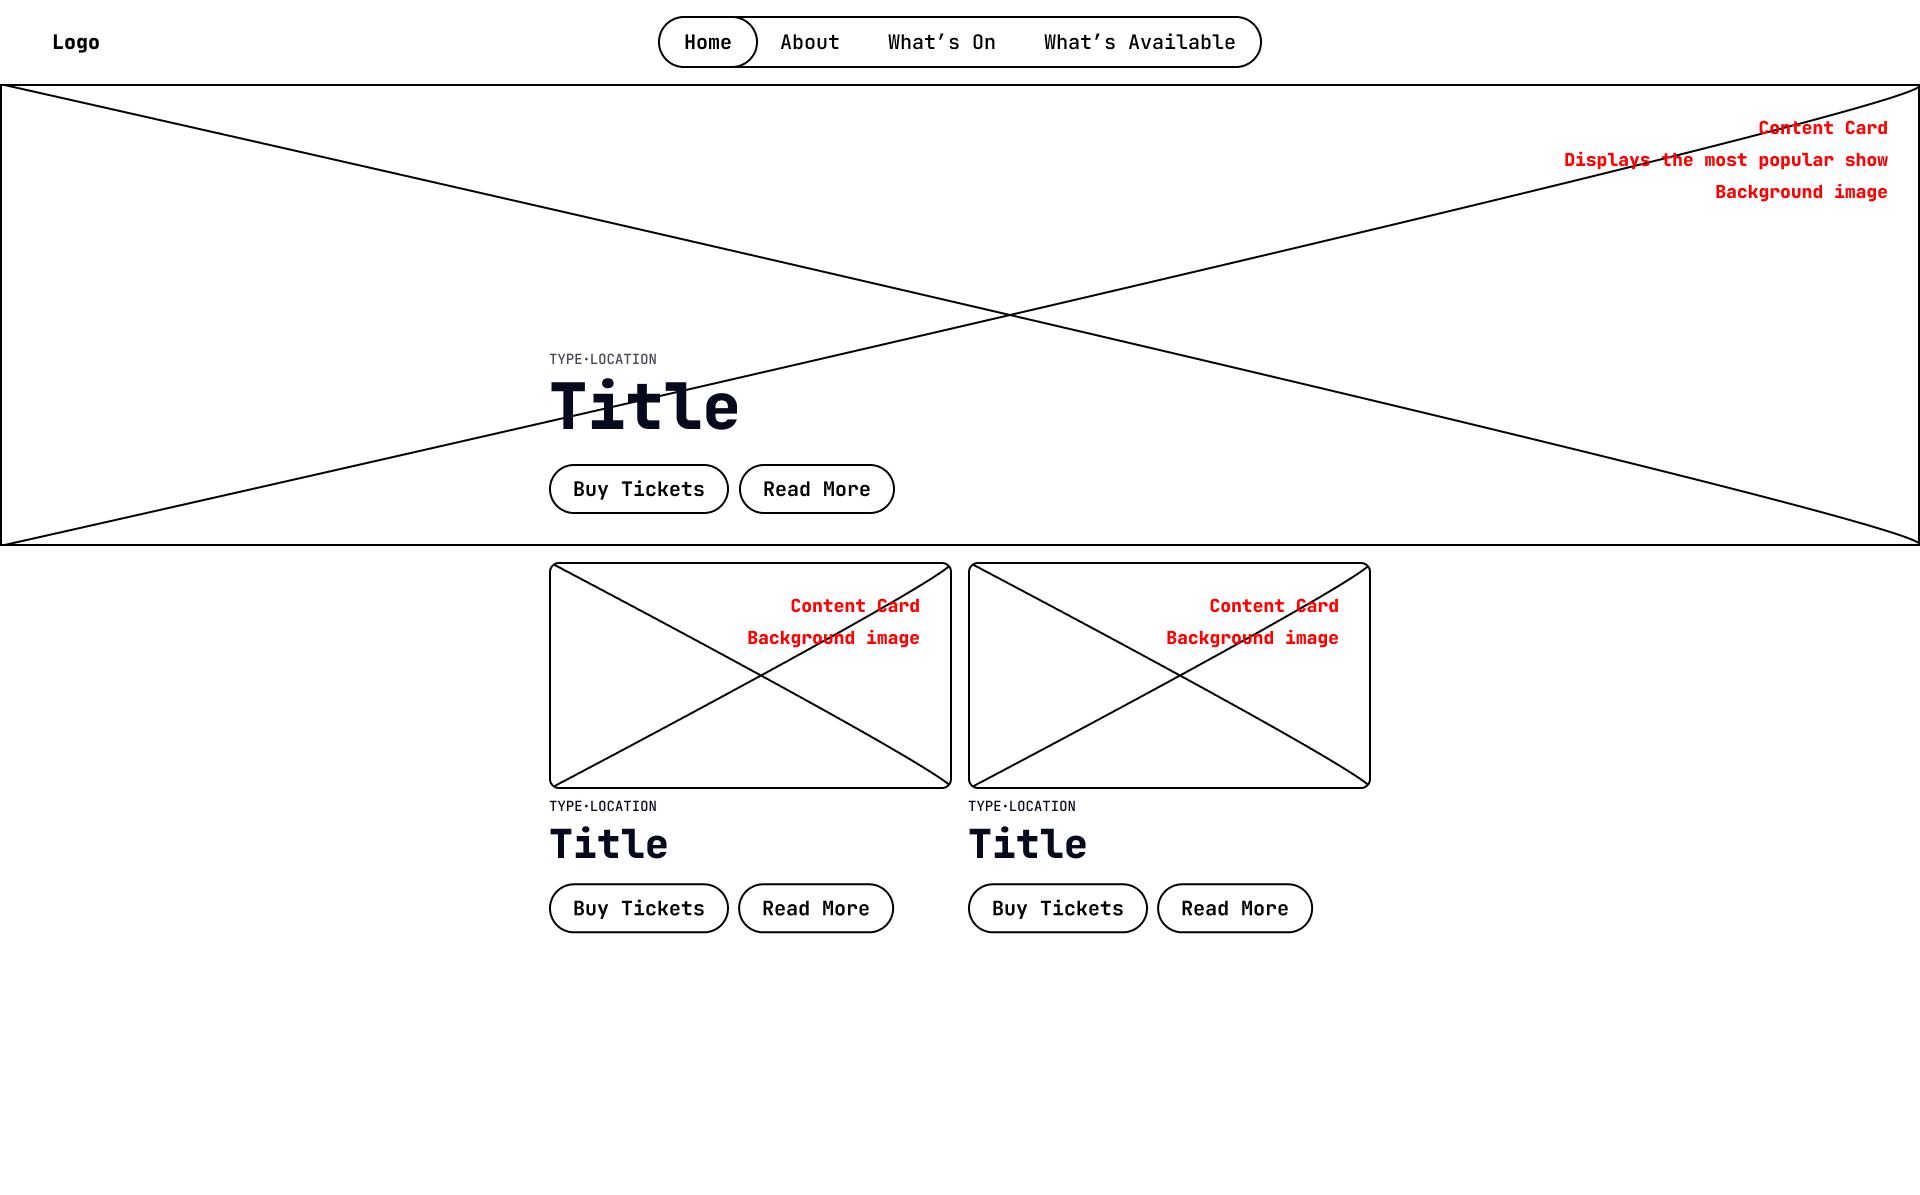 Logo
Home About What’s On What’s Available
Content Card
Displays the most popular show
Background image
TYPE·LOCATION
Title
Buy Tickets Read More
Content Card
Background image
TYPE·LOCATION
Title
Buy Tickets Read More
Content Card
Background image
TYPE·LOCATION
Title
Buy Tickets Read More